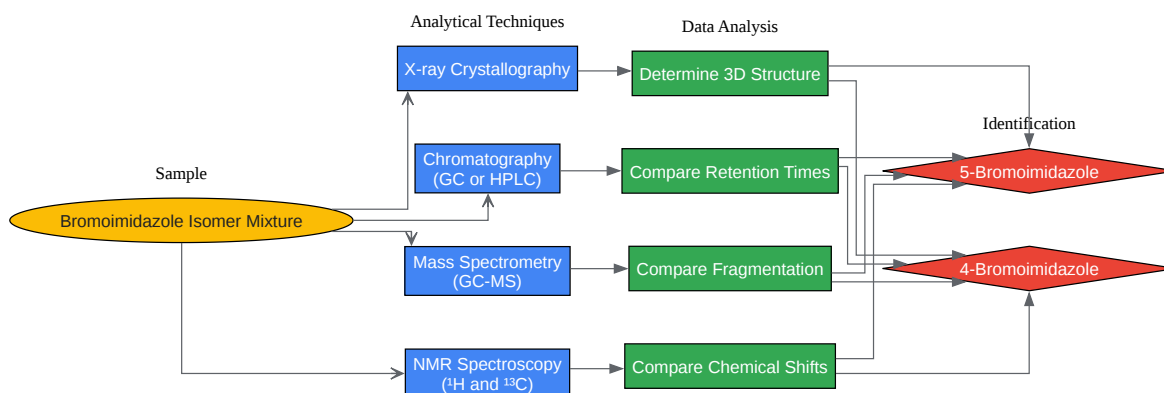 Analytical Techniques
Data Analysis
X-ray Crystallography
Determine 3D Structure
Identification
Chromatography
(GC or HPLC)
Compare Retention Times
5-Bromoimidazole
Sample
Bromoimidazole Isomer Mixture
Mass Spectrometry
(GC-MS)
Compare Fragmentation
4-Bromoimidazole
NMR Spectroscopy
(¹H and ¹³C)
Compare Chemical Shifts